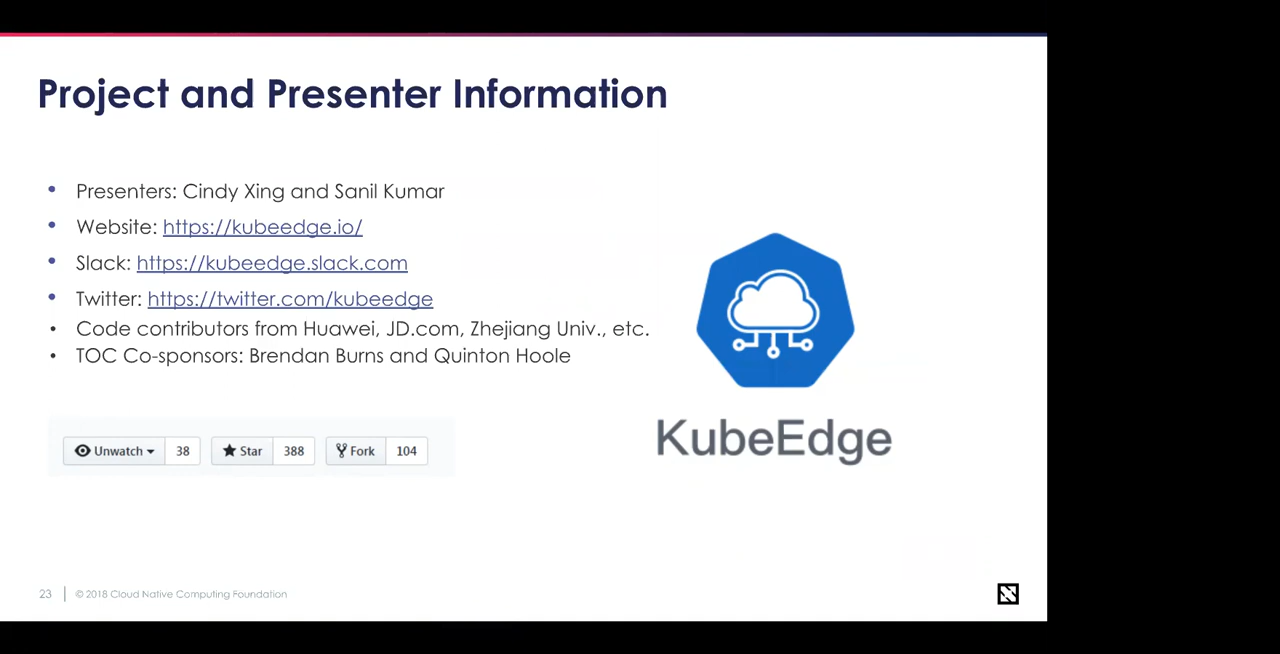 Project and Presenter Information
• Presenters: Cindy Xing and Sanil Kumar
• Website: https://kubeedge.io/
• Slack: https://kubeedge.slack.com
• Twitter: https://twitter.com/kubeedge
• Code contributors from Huawei, JD.com, Zhejiang Univ., etc.
• TOC Co-sponsors: Brendan Burns and Quinton Hoole
KubeEdge
Unwatch 38 Star 388 Fork 104
23 | © 2018 Cloud Native Computing Foundation